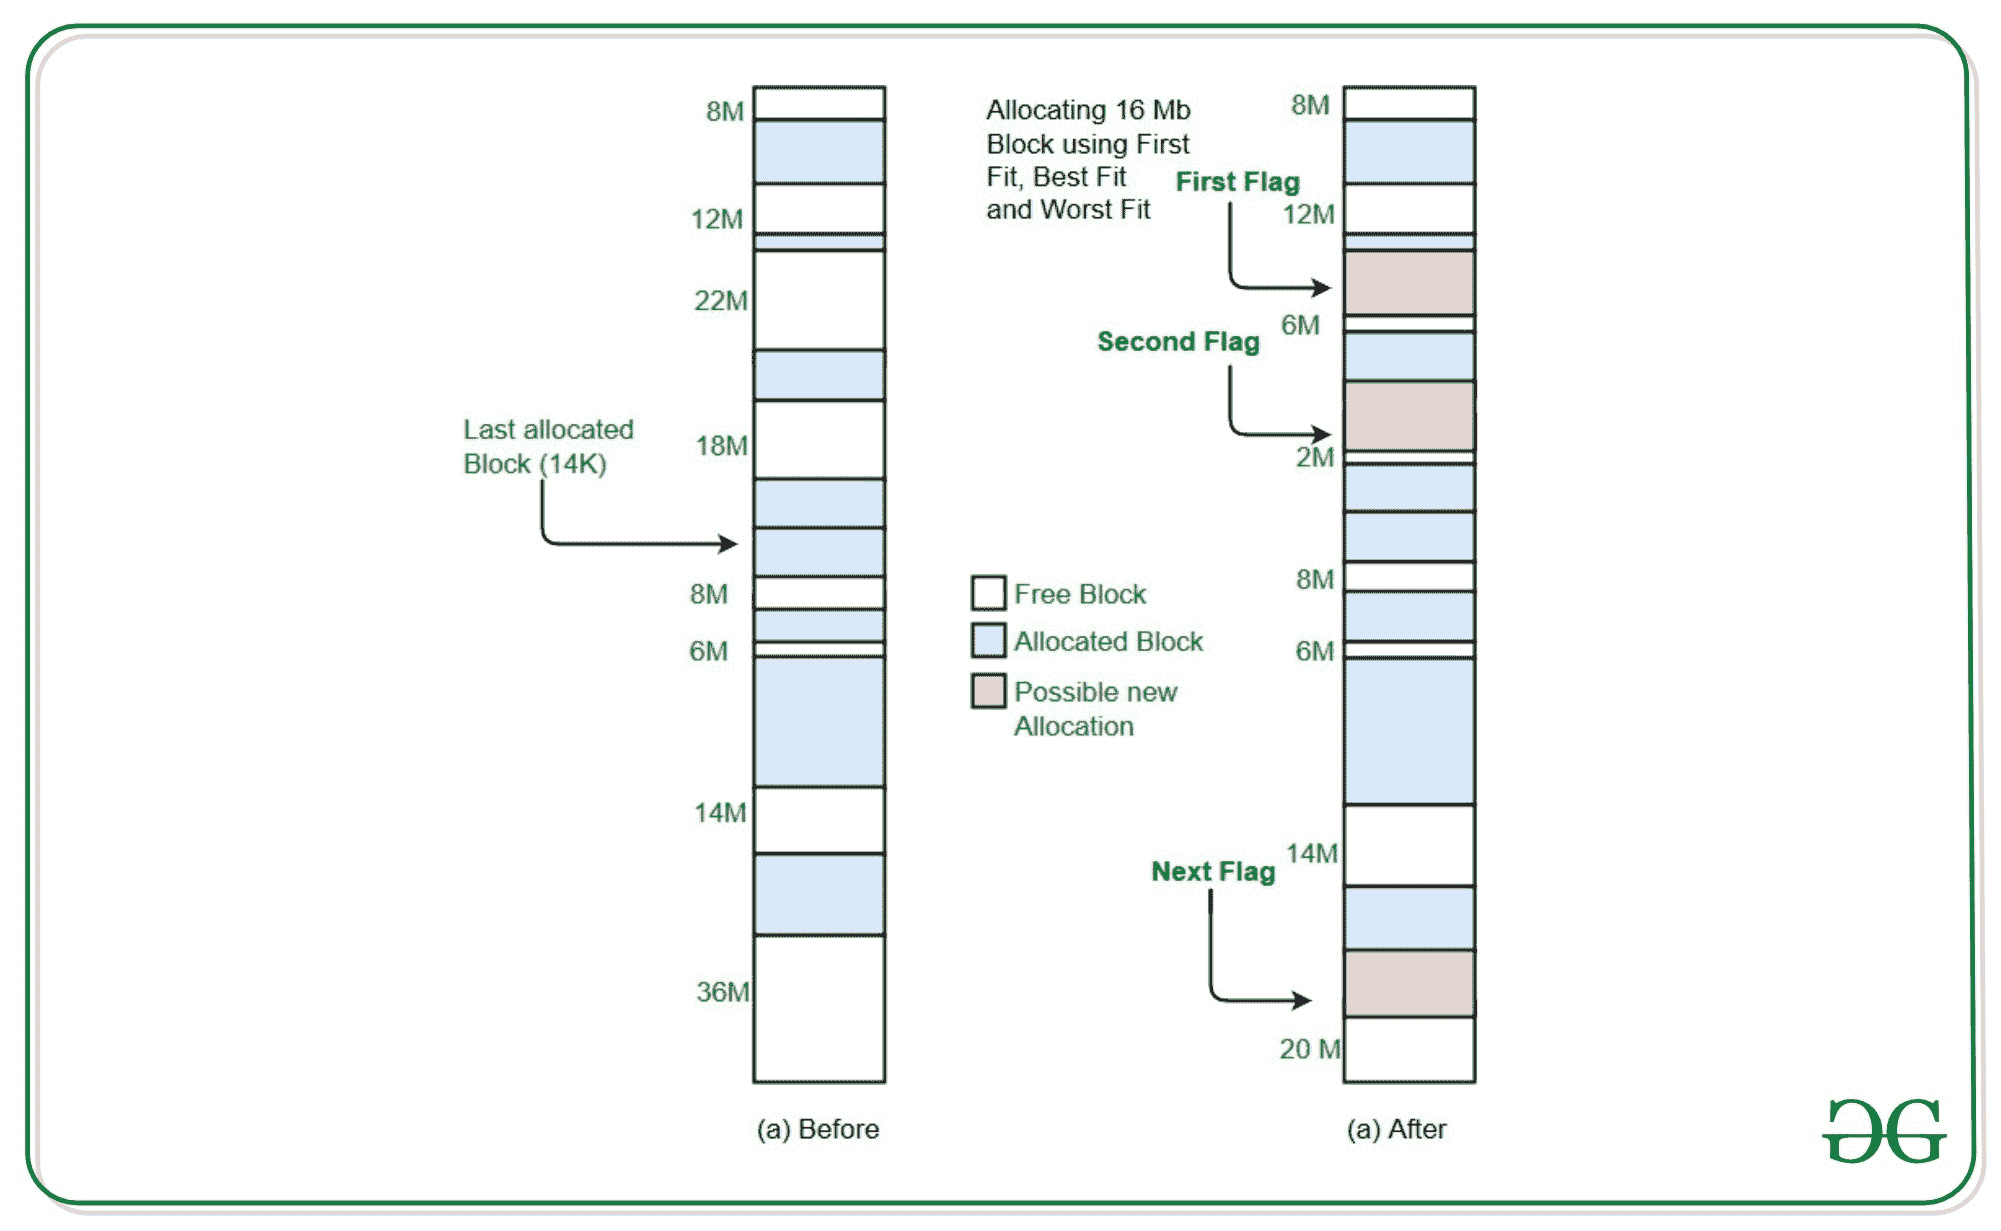 8M
12M
22M
Last allocated
Block (14K)
18M
8M
6M
14M
36M
(a) Before
Allocating 16 Mb
Block using First
Fit, Best Fit
and Worst Fit
First Flag
Second Flag
Free Block
Allocated Block
Possible new
Allocation
Next Flag
8M
12M
6M
2M
8M
6M
14M
20 M
(a) After